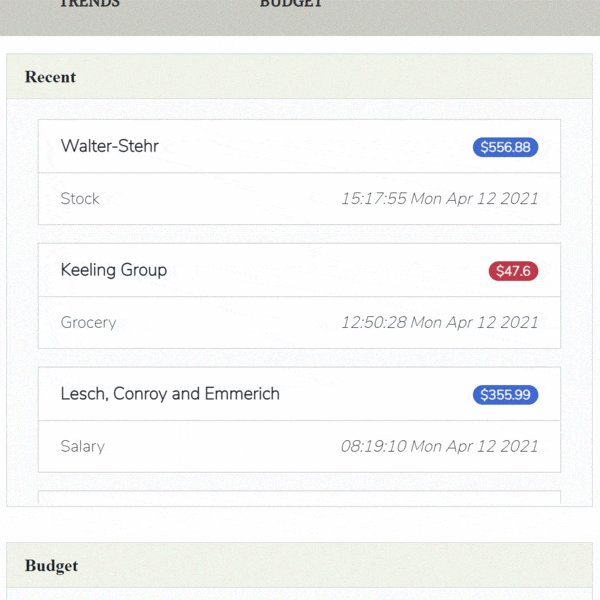 TRENDS BUDGET
Recent
Walter-Stehr $556.88
Stock 15:17:55 Mon Apr 12 2021
Keeling Group $47.6
Grocery 12:50:28 Mon Apr 12 2021
Lesch, Conroy and Emmerich $355.99
Salary 08:19:10 Mon Apr 12 2021
Budget